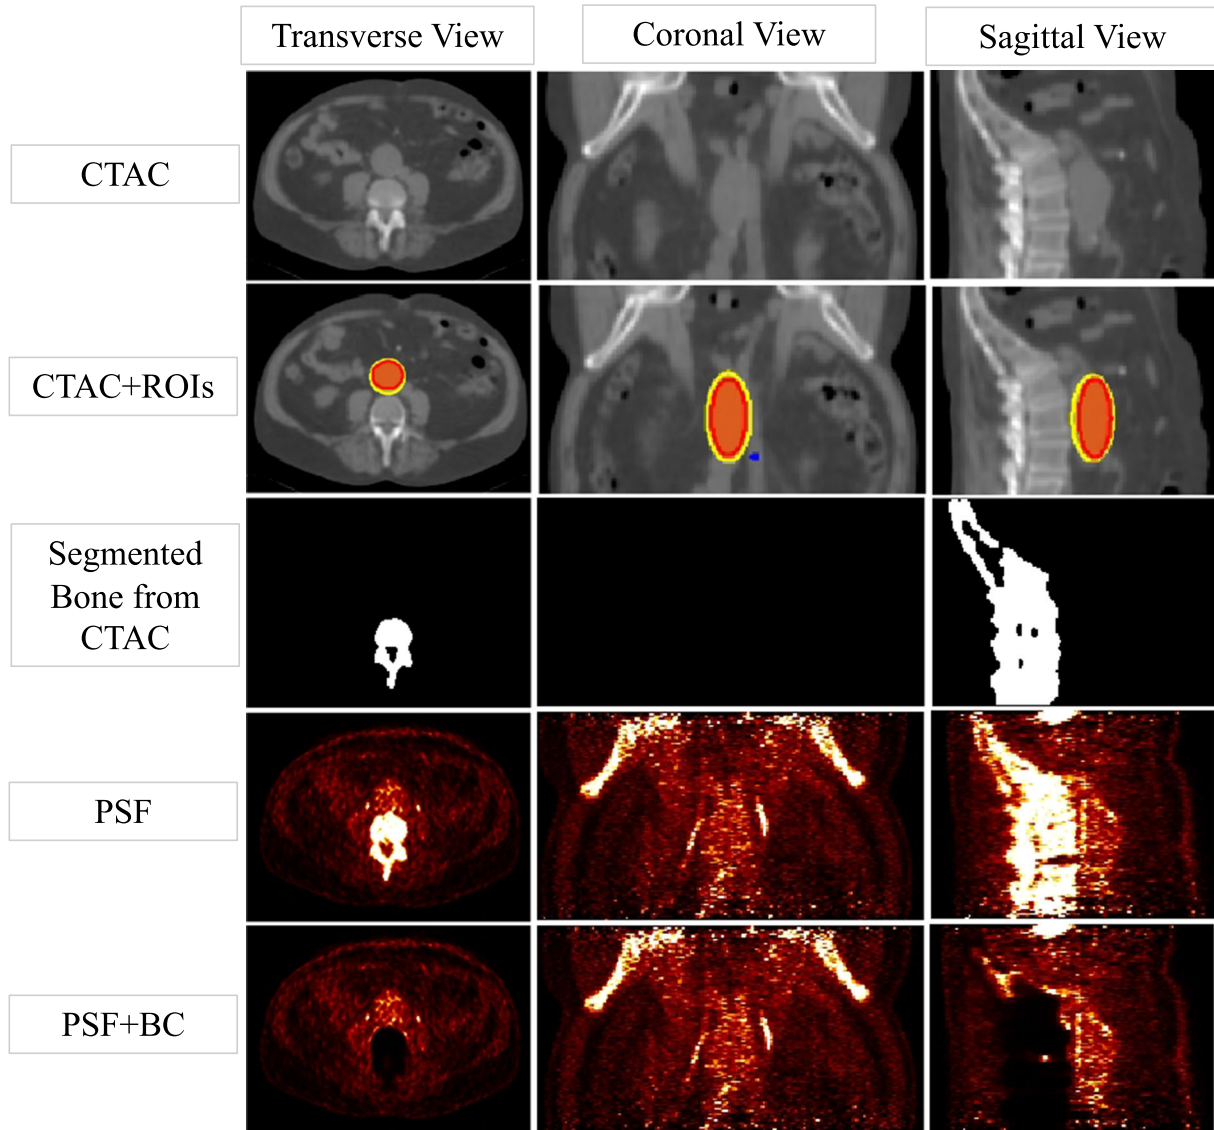 Transverse View
Coronal View
Sagittal View
CTAC
CTAC+ROIs
Segmented
Bone from
CTAC
PSF
PSF+BC